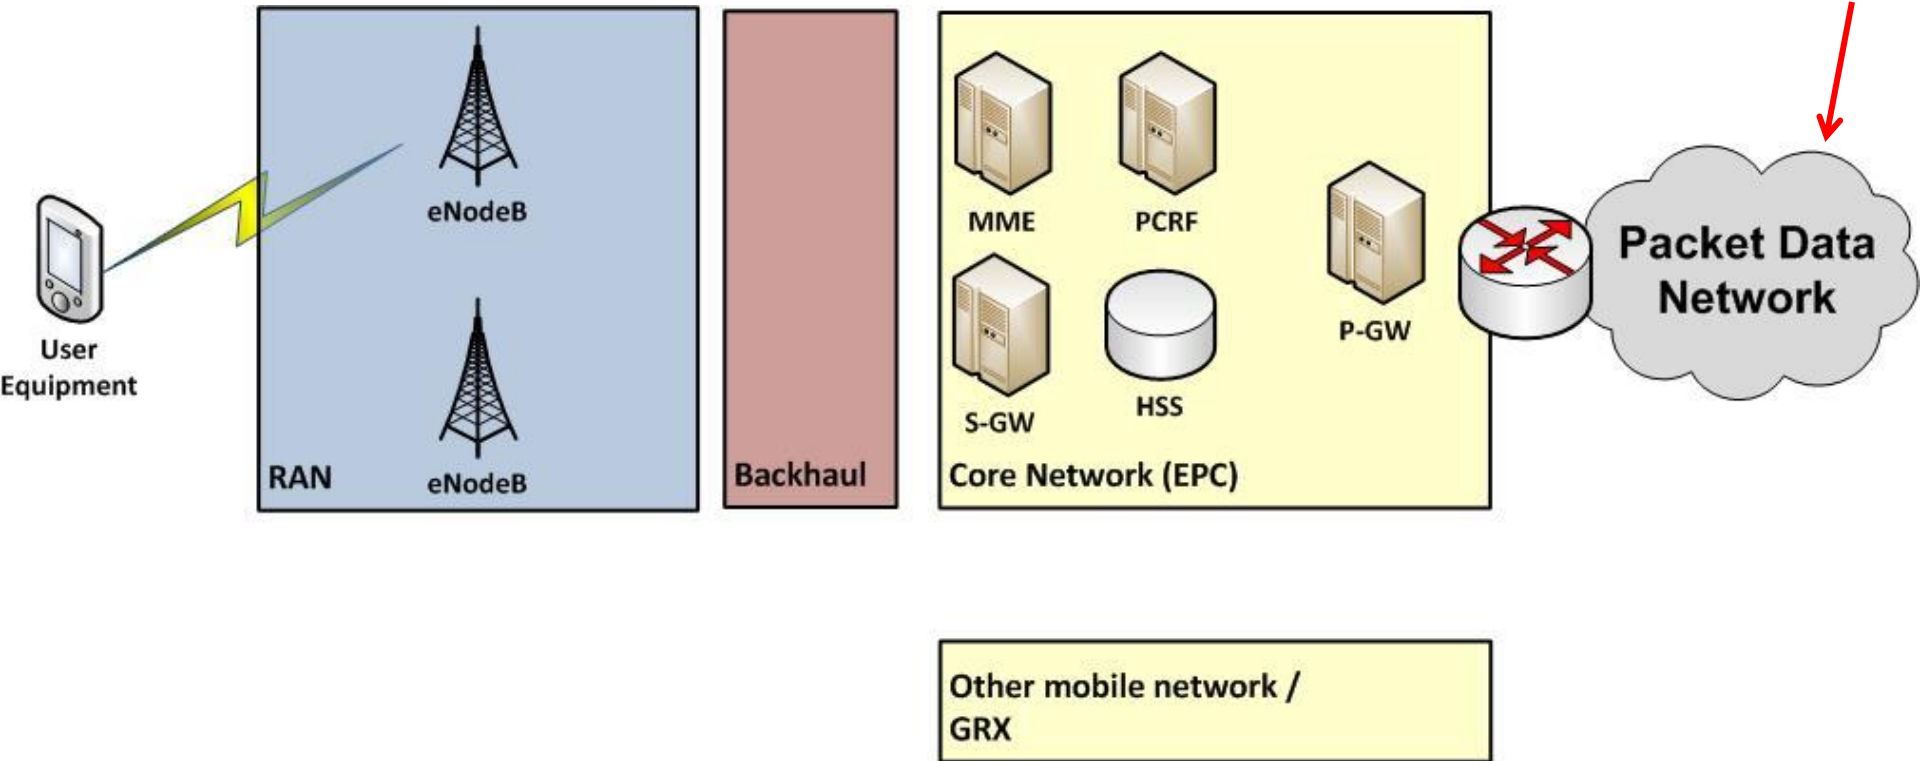 eNodeB
MME
PCRF
Packet Data
Network
P-GW
User
Equipment
HSS
S-GW
RAN
eNodeB
Backhaul
Core Network (EPC)
Other mobile network /
GRX